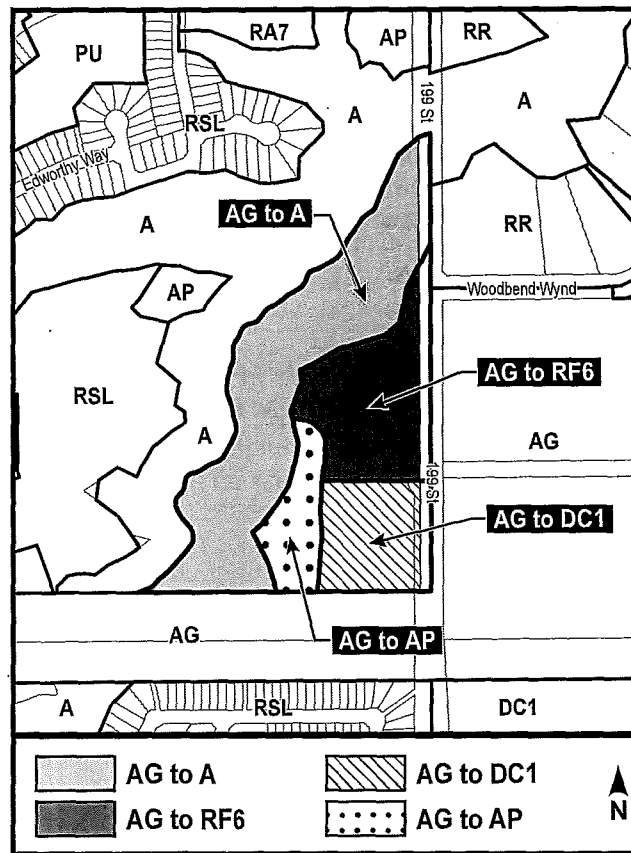 PU
RA7
AP
RR
A
199 St
A
RSL
Edworthy Way
AG to A
A
RR
AP
Woodbend Wynd
RSL
AG to RF6
A
AG
199 St
AG to DC1
AG
AG to AP
A
RSL
DC1
AG to A
AG to DC1
AG to RF6
AG to AP
N